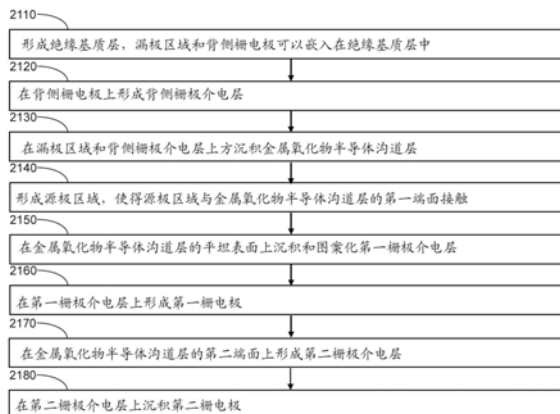 2110
形成绝缘基质层，漏极区域和背侧栅电极可以嵌入在绝缘基质层中
2120
在背侧栅电极上形成背侧栅极介电层
2130
在漏极区域和背侧栅极介电层上方沉积金属氧化物半导体沟道层
2140
形成源极区域，使得源极区域与金属氧化物半导体沟道层的第一端面接触
2150
在金属氧化物半导体沟道层的平坦表面上沉积和图案化第一栅极介电层
2160
在第一栅极介电层上形成第一栅电极
2170
在金属氧化物半导体沟道层的第二端面上形成第二栅极介电层
2180
在第二栅极介电层上沉积第二栅电极